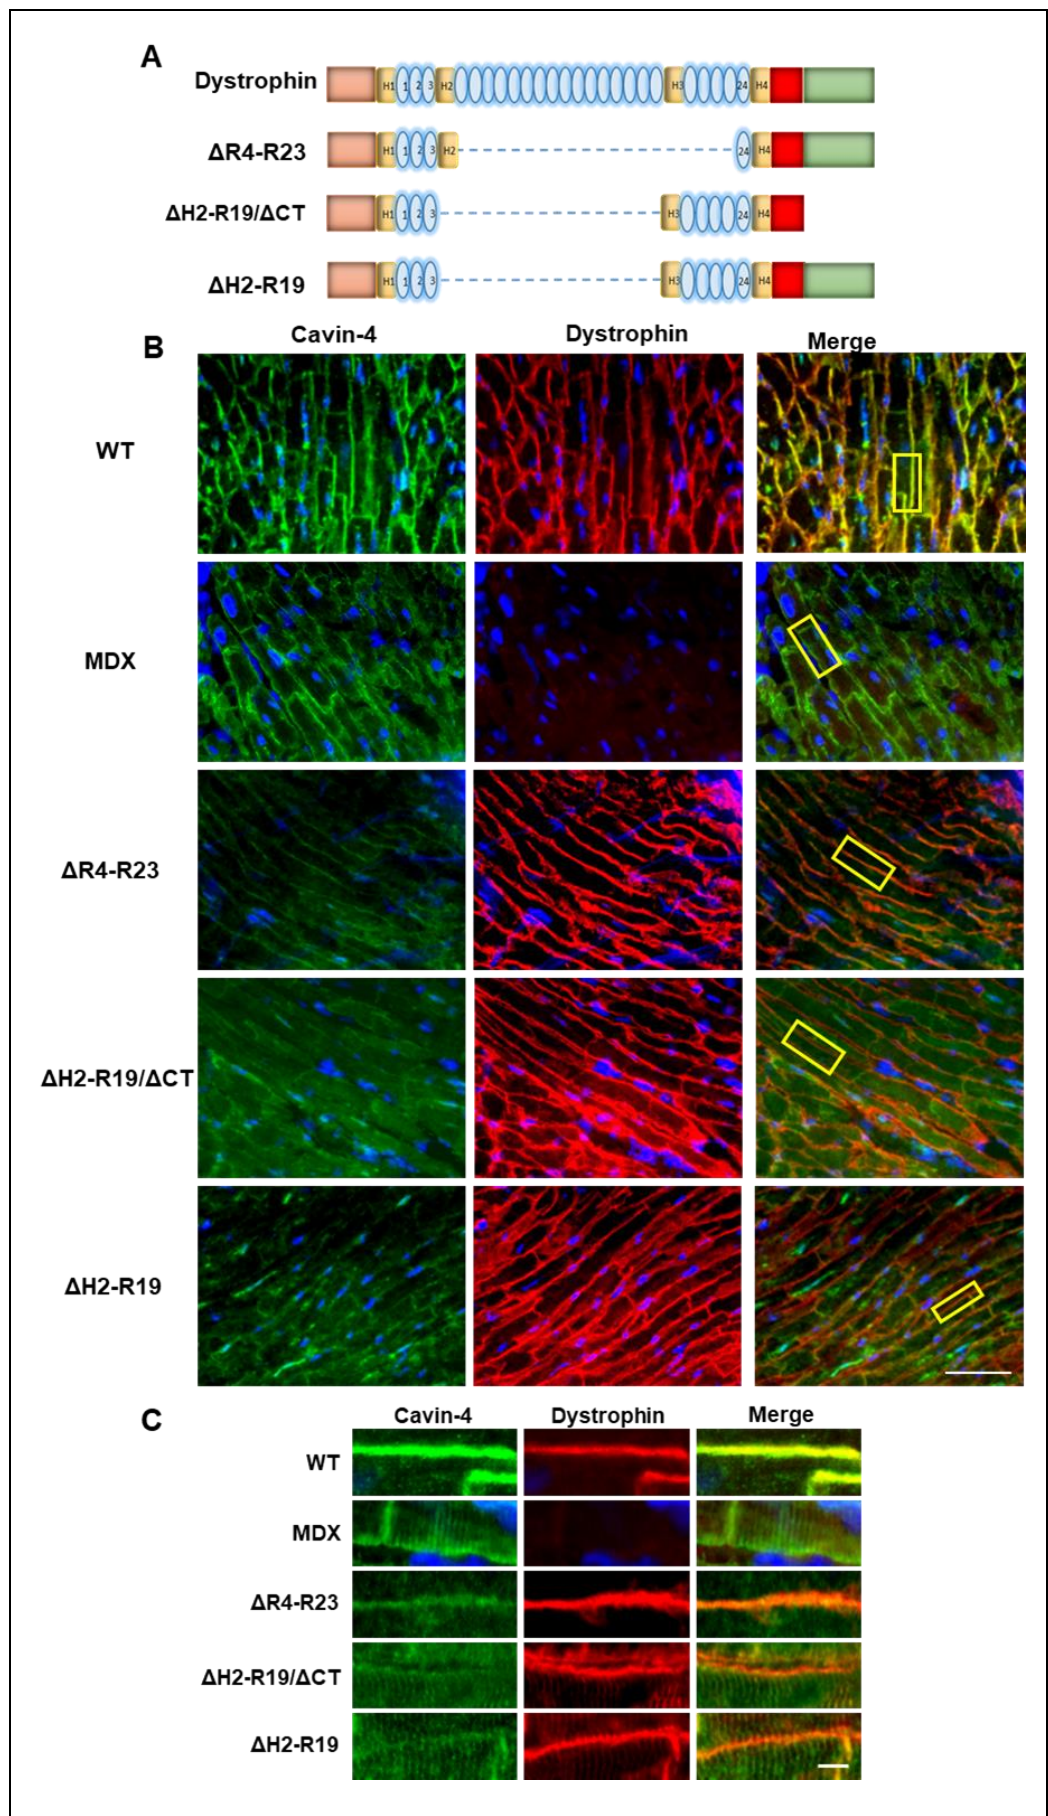 A
Dystrophin H1 1 2 3 H2 H3 24 H4
ΔR4-R23 H1 1 2 3 H2 24 H4
ΔH2-R19/ΔCT H1 1 2 3 H3 24 H4
ΔH2-R19 H1 1 2 3 H3 24 H4
B Cavin-4 Dystrophin Merge
WT
MDX
ΔR4-R23
ΔH2-R19/ΔCT
ΔH2-R19
C Cavin-4 Dystrophin Merge
WT
MDX
ΔR4-R23
ΔH2-R19/ΔCT
ΔH2-R19